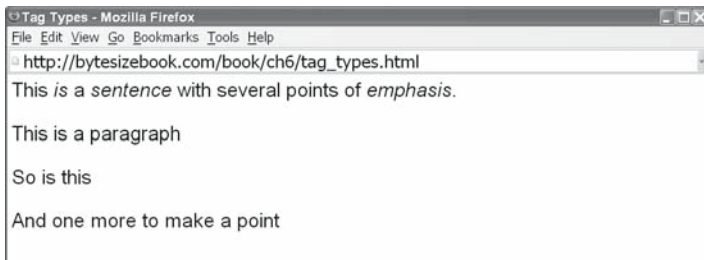 Tag Types - Mozilla Firefox
File Edit View Go Bookmarks Tools Help
http://bytesizebook.com/book/ch6/tag_types.html
This is a sentence with several points of emphasis.
This is a paragraph
So is this
And one more to make a point